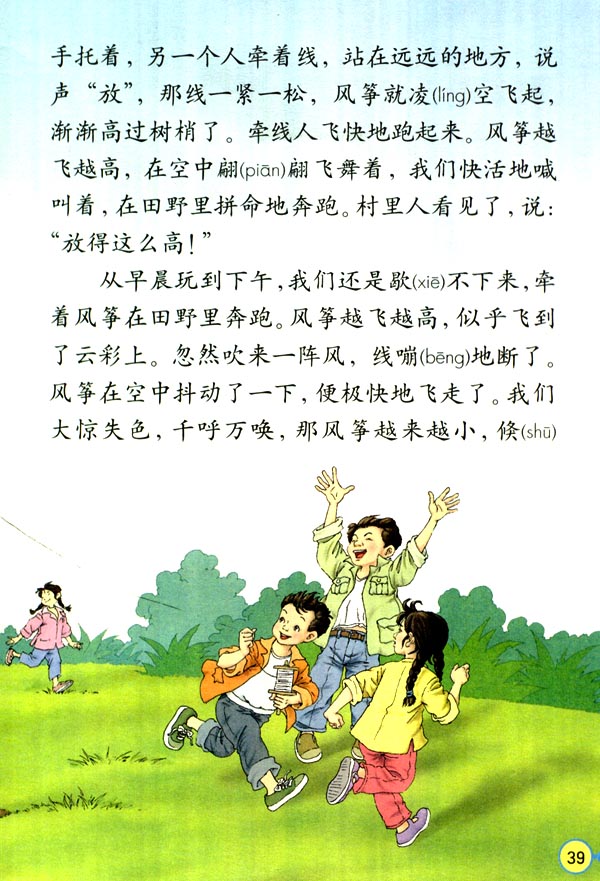 手托着，另一个人牵着线，站在远远的地方，说
声“放”，那线一紧一松，风筝就凌(líng)空飞起，
渐渐高过树梢了。牵线人飞快地跑起来。风筝越
飞越高，在空中翩(piān)翩飞舞着，我们快活地喊
叫着，在田野里拼命地奔跑。村里人看见了，说：
“放得这么高！”
从早晨玩到下午，我们还是歇(xiē)不下来，牵
着风筝在田野里奔跑。风筝越飞越高，似乎飞到
了云彩上。忽然吹来一阵风，线嘣(bēng)地断了。
风筝在空中抖动了一下，便极快地飞走了。我们
大惊失色，千呼万唤，那风筝越来越小，倏(shū)
39